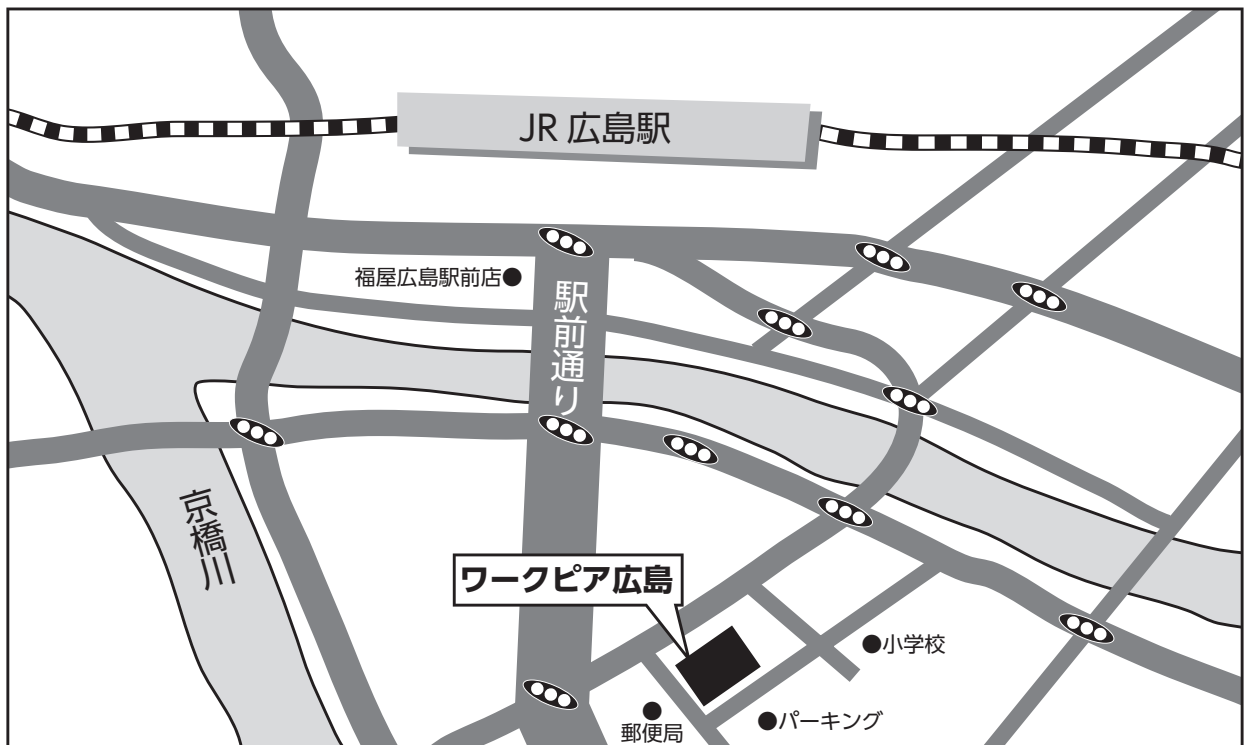 JR 広島駅
福屋広島駅前店
駅前通り
京橋川
ワークピア広島
小学校
パーキング
郵便局